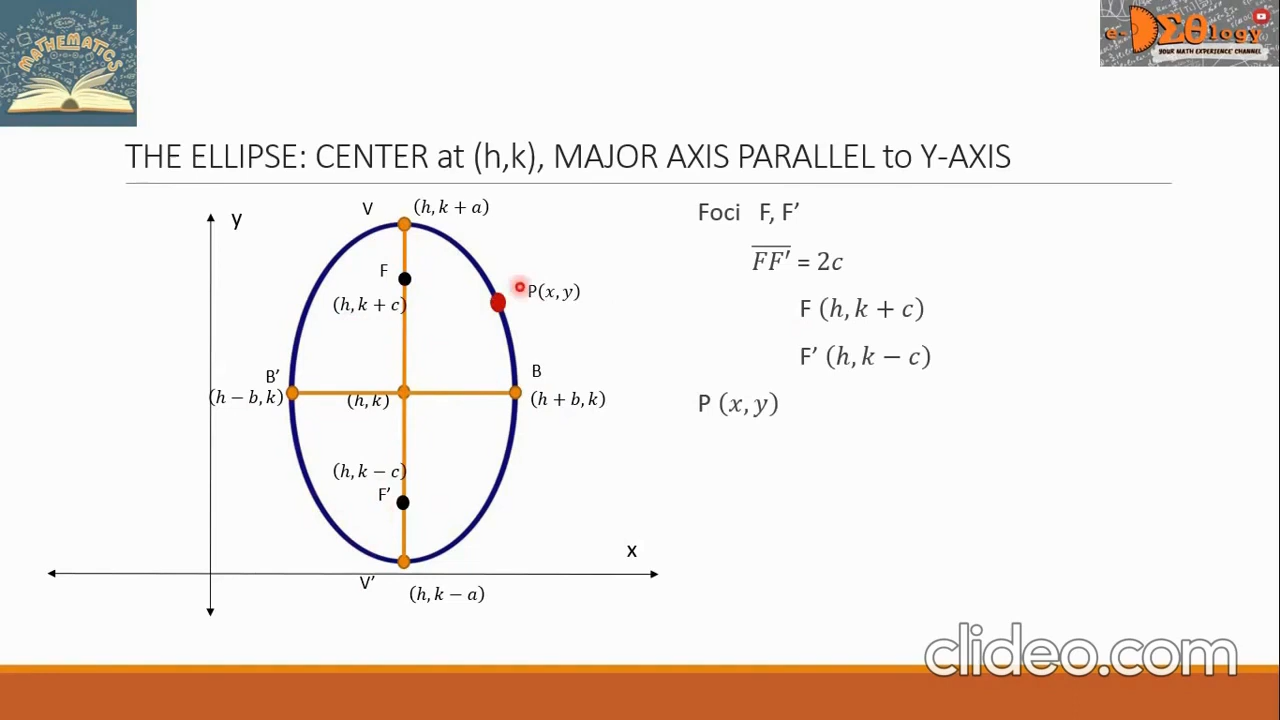 MATHEMATICS
e-DΣθlogy
YOUR MATH EXPERIENCE CHANNEL
THE ELLIPSE: CENTER at (h,k), MAJOR AXIS PARALLEL to Y-AXIS
y
V
(h, k + a)
F
(h, k + c)
P(x, y)
B'
(h − b, k)
(h, k)
B
(h + b, k)
(h, k − c)
F'
x
V'
(h, k − a)
Foci F, F’
FF′ = 2c
F (h, k + c)
F’ (h, k − c)
P (x, y)
clideo.com